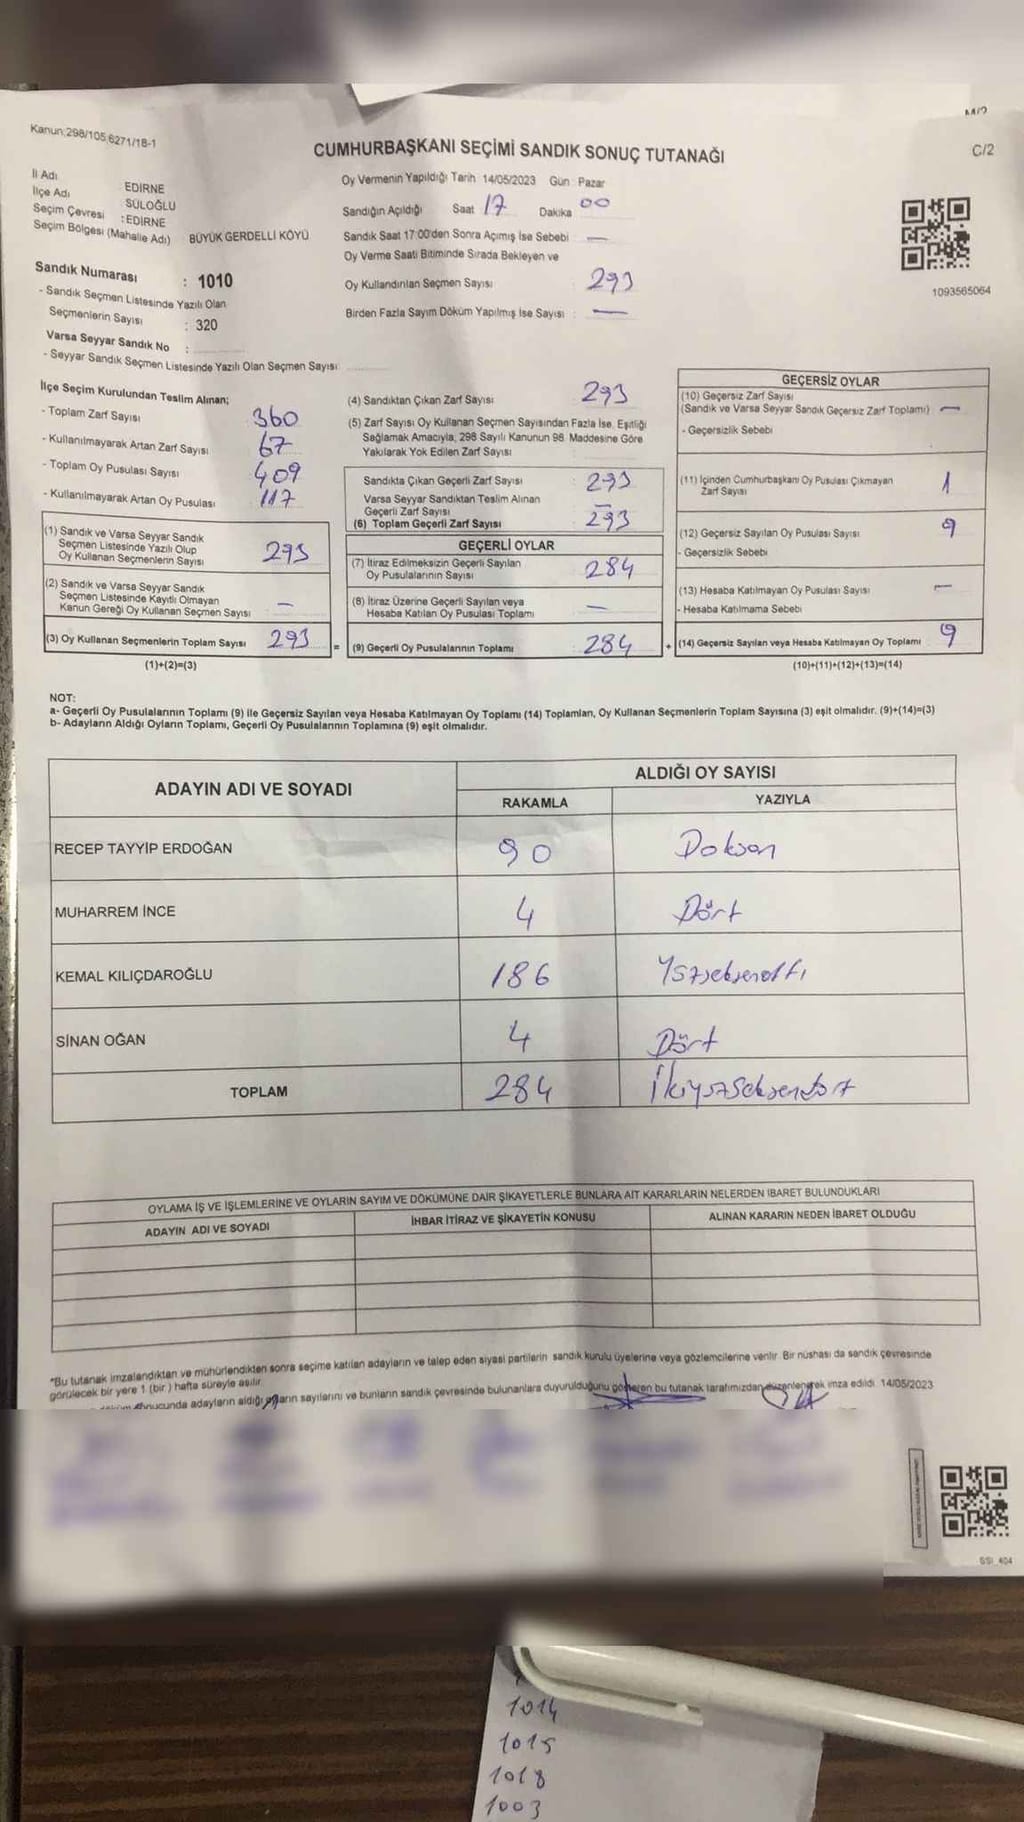 Kanun:298/105,6271/18-1
CUMHURBAŞKANI SEÇİMİ SANDIK SONUÇ TUTANAĞI
C/2
İl Adı EDİRNE
İlçe Adı SÜLOĞLU
Seçim Çevresi :EDİRNE
Seçim Bölgesi (Mahalle Adı) BÜYÜK GERDELLİ KÖYÜ
Sandık Numarası : 1010
- Sandık Seçmen Listesinde Yazılı Olan
Seçmenlerin Sayısı : 320
Varsa Seyyar Sandık No :
- Seyyar Sandık Seçmen Listesinde Yazılı Olan Seçmen Sayısı:
Oy Vermenin Yapıldığı Tarih 14/05/2023 Gün : Pazar
Sandığın Açıldığı Saat 17 Dakika 00
Sandık Saat 17:00'den Sonra Açımış İse Sebebi —
Oy Verme Saati Bitiminde Sırada Bekleyen ve
Oy Kullandırılan Seçmen Sayısı : 293
Birden Fazla Sayım Döküm Yapılmış İse Sayısı : —
1093565064
İlçe Seçim Kurulundan Teslim Alınan;
- Toplam Zarf Sayısı 360
- Kullanılmayarak Artan Zarf Sayısı 67
- Toplam Oy Pusulası Sayısı 409
- Kullanılmayarak Artan Oy Pusulası 117
(1) Sandık ve Varsa Seyyar Sandık
Seçmen Listesinde Yazılı Olup
Oy Kullanan Seçmenlerin Sayısı 293
(2) Sandık ve Varsa Seyyar Sandık
Seçmen Listesinde Kayıtlı Olmayan
Kanun Gereği Oy Kullanan Seçmen Sayısı —
(3) Oy Kullanan Seçmenlerin Toplam Sayısı 293 =
(1)+(2)=(3)
(4) Sandıktan Çıkan Zarf Sayısı 293
(5) Zarf Sayısı Oy Kullanan Seçmen Sayısından Fazla İse, Eşitliği
Sağlamak Amacıyla, 298 Sayılı Kanunun 98. Maddesine Göre
Yakılarak Yok Edilen Zarf Sayısı :
Sandıkta Çıkan Geçerli Zarf Sayısı 293
Varsa Seyyar Sandıktan Teslim Alınan
Geçerli Zarf Sayısı —
(6) Toplam Geçerli Zarf Sayısı 293
GEÇERLİ OYLAR
(7) İtiraz Edilmeksizin Geçerli Sayılan
Oy Pusulalarının Sayısı 284
(8) İtiraz Üzerine Geçerli Sayılan veya
Hesaba Katılan Oy Pusulası Toplamı —
(9) Geçerli Oy Pusulalarının Toplamı 284 +
GEÇERSİZ OYLAR
(10) Geçersiz Zarf Sayısı
(Sandık ve Varsa Seyyar Sandık Geçersiz Zarf Toplamı) —
- Geçersizlik Sebebi
(11) İçinden Cumhurbaşkanı Oy Pusulası Çıkmayan
Zarf Sayısı 1
(12) Geçersiz Sayılan Oy Pusulası Sayısı 9
- Geçersizlik Sebebi
(13) Hesaba Katılmayan Oy Pusulası Sayısı —
- Hesaba Katılmama Sebebi
(14) Geçersiz Sayılan veya Hesaba Katılmayan Oy Toplamı 9
(10)+(11)+(12)+(13)=(14)
NOT:
a- Geçerli Oy Pusulalarının Toplamı (9) ile Geçersiz Sayılan veya Hesaba Katılmayan Oy Toplamı (14) Toplamları, Oy Kullanan Seçmenlerin Toplam Sayısına (3) eşit olmalıdır. (9)+(14)=(3)
b- Adayların Aldığı Oyların Toplamı, Geçerli Oy Pusulalarının Toplamına (9) eşit olmalıdır.
ADAYIN ADI VE SOYADI ALDIĞI OY SAYISI
RAKAMLA YAZIYLA
RECEP TAYYİP ERDOĞAN 90 Doksan
MUHARREM İNCE 4 Dört
KEMAL KILIÇDAROĞLU 186 Yüzseksenaltı
SİNAN OĞAN 4 Dört
TOPLAM 284 İkiyüzSeksendört
OYLAMA İŞ VE İŞLEMLERİNE VE OYLARIN SAYIM VE DÖKÜMÜNE DAİR ŞİKAYETLERLE BUNLARA AİT KARARLARIN NELERDEN İBARET BULUNDUKLARI
ADAYIN ADI VE SOYADI İHBAR İTİRAZ VE ŞİKAYETİN KONUSU ALINAN KARARIN NEDEN İBARET OLDUĞU
*Bu tutanak imzalandıktan ve mühürlendikten sonra seçime katılan adayların ve talep eden siyasi partilerin sandık kurulu üyelerine veya gözlemcilerine verilir. Bir nüshası da sandık çevresinde
görülecek bir yere 1 (bir ) hafta süreyle asılır.
sonucunda adayların aldığı oyların sayılarını ve bunların sandık çevresinde bulunanlara duyurulduğunu gösteren bu tutanak tarafımızdan düzenlenerek imza edildi. 14/05/2023
SSI_404
1014
1015
1018
1003